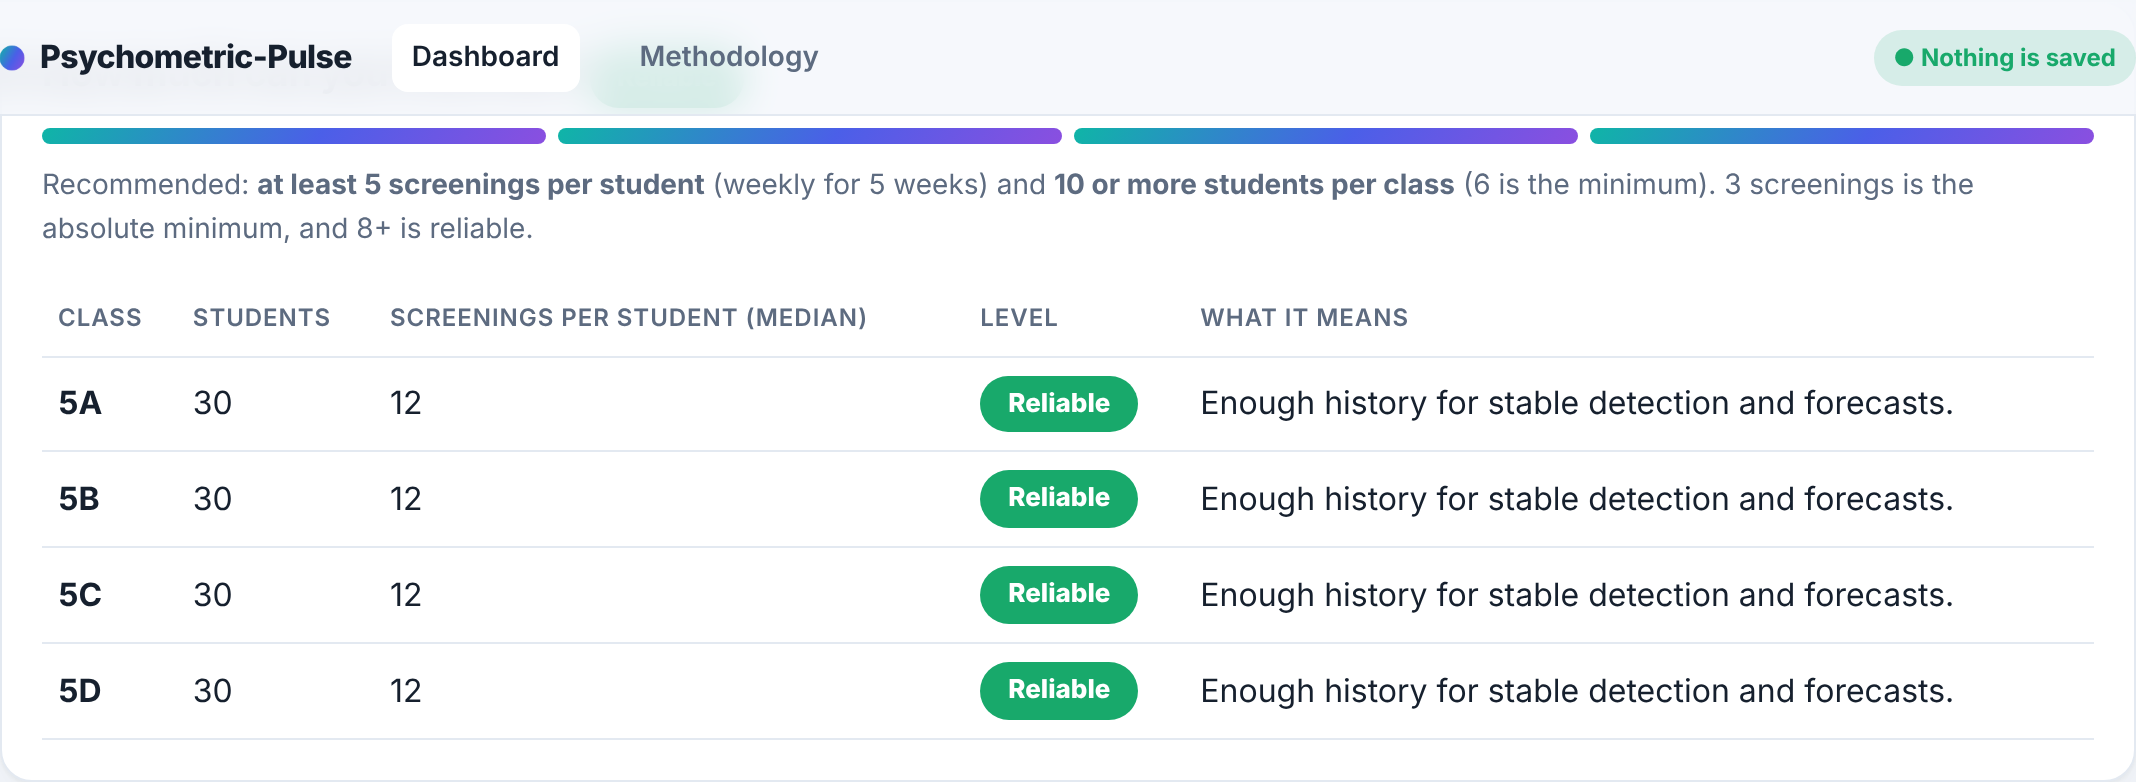 Psychometric-Pulse Dashboard Methodology Nothing is saved
Recommended: at least 5 screenings per student (weekly for 5 weeks) and 10 or more students per class (6 is the minimum). 3 screenings is the
absolute minimum, and 8+ is reliable.
CLASS STUDENTS SCREENINGS PER STUDENT (MEDIAN) LEVEL WHAT IT MEANS
5A 30 12 Reliable Enough history for stable detection and forecasts.
5B 30 12 Reliable Enough history for stable detection and forecasts.
5C 30 12 Reliable Enough history for stable detection and forecasts.
5D 30 12 Reliable Enough history for stable detection and forecasts.